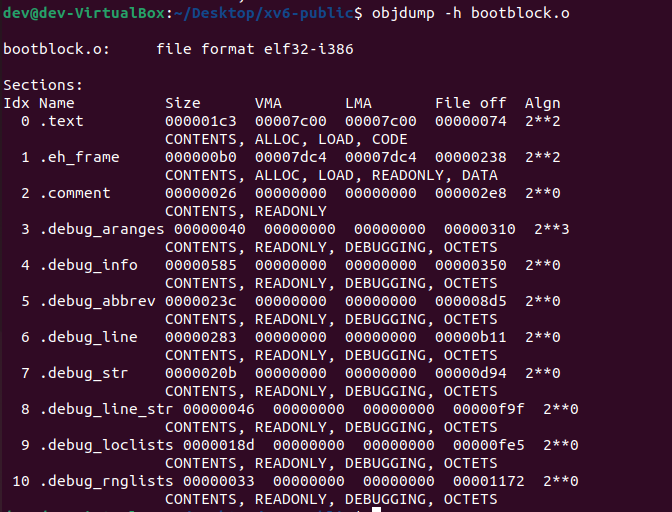 dev@dev-VirtualBox:~/Desktop/xv6-public$ objdump -h bootblock.o

bootblock.o:     file format elf32-i386

Sections:
Idx Name          Size      VMA       LMA       File off  Algn
  0 .text         000001c3  00007c00  00007c00  00000074  2**2
                  CONTENTS, ALLOC, LOAD, CODE
  1 .eh_frame     000000b0  00007dc4  00007dc4  00000238  2**2
                  CONTENTS, ALLOC, LOAD, READONLY, DATA
  2 .comment      00000026  00000000  00000000  000002e8  2**0
                  CONTENTS, READONLY
  3 .debug_aranges 00000040  00000000  00000000  00000310  2**3
                  CONTENTS, READONLY, DEBUGGING, OCTETS
  4 .debug_info   00000585  00000000  00000000  00000350  2**0
                  CONTENTS, READONLY, DEBUGGING, OCTETS
  5 .debug_abbrev 0000023c  00000000  00000000  000008d5  2**0
                  CONTENTS, READONLY, DEBUGGING, OCTETS
  6 .debug_line   00000283  00000000  00000000  00000b11  2**0
                  CONTENTS, READONLY, DEBUGGING, OCTETS
  7 .debug_str    0000020b  00000000  00000000  00000d94  2**0
                  CONTENTS, READONLY, DEBUGGING, OCTETS
  8 .debug_line_str 00000046  00000000  00000000  00000f9f  2**0
                  CONTENTS, READONLY, DEBUGGING, OCTETS
  9 .debug_loclists 0000018d  00000000  00000000  00000fe5  2**0
                  CONTENTS, READONLY, DEBUGGING, OCTETS
 10 .debug_rnglists 00000033  00000000  00000000  00001172  2**0
                  CONTENTS, READONLY, DEBUGGING, OCTETS